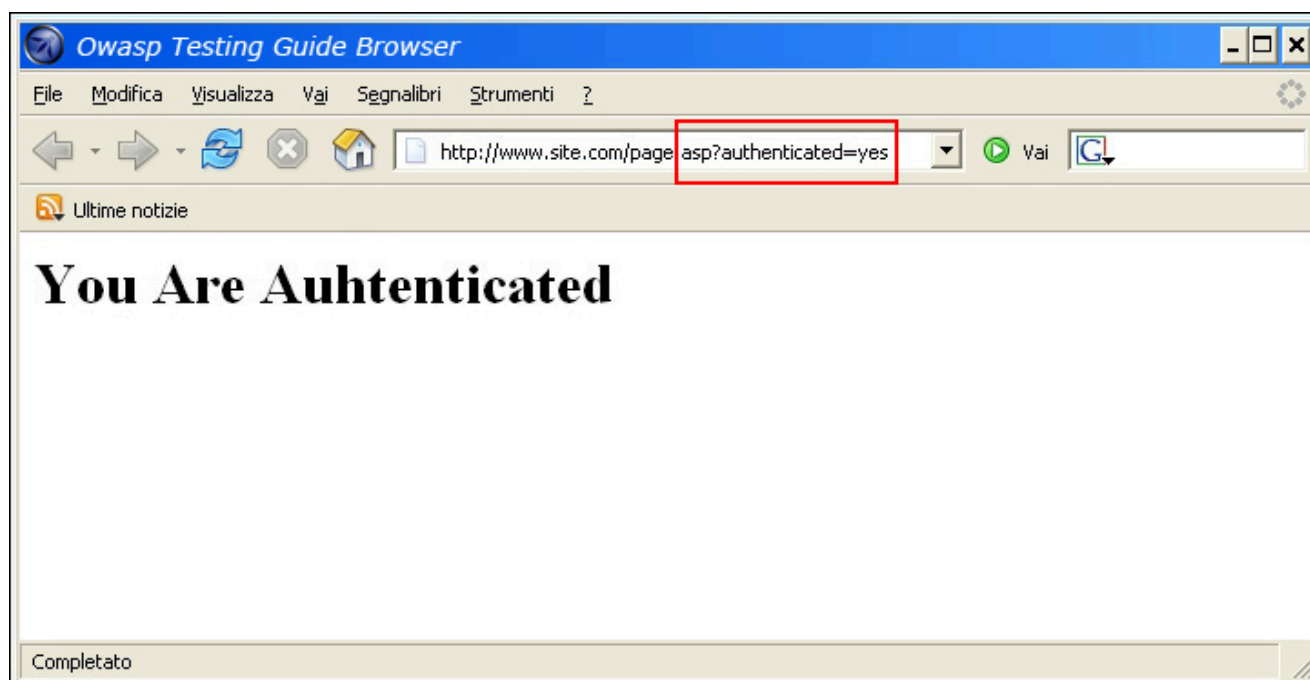 Owasp Testing Guide Browser
File Modifica Visualizza Vai Segnalibri Strumenti ?
http://www.site.com/page.asp?authenticated=yes Vai G
Ultime notizie
You Are Auhtenticated
Completato